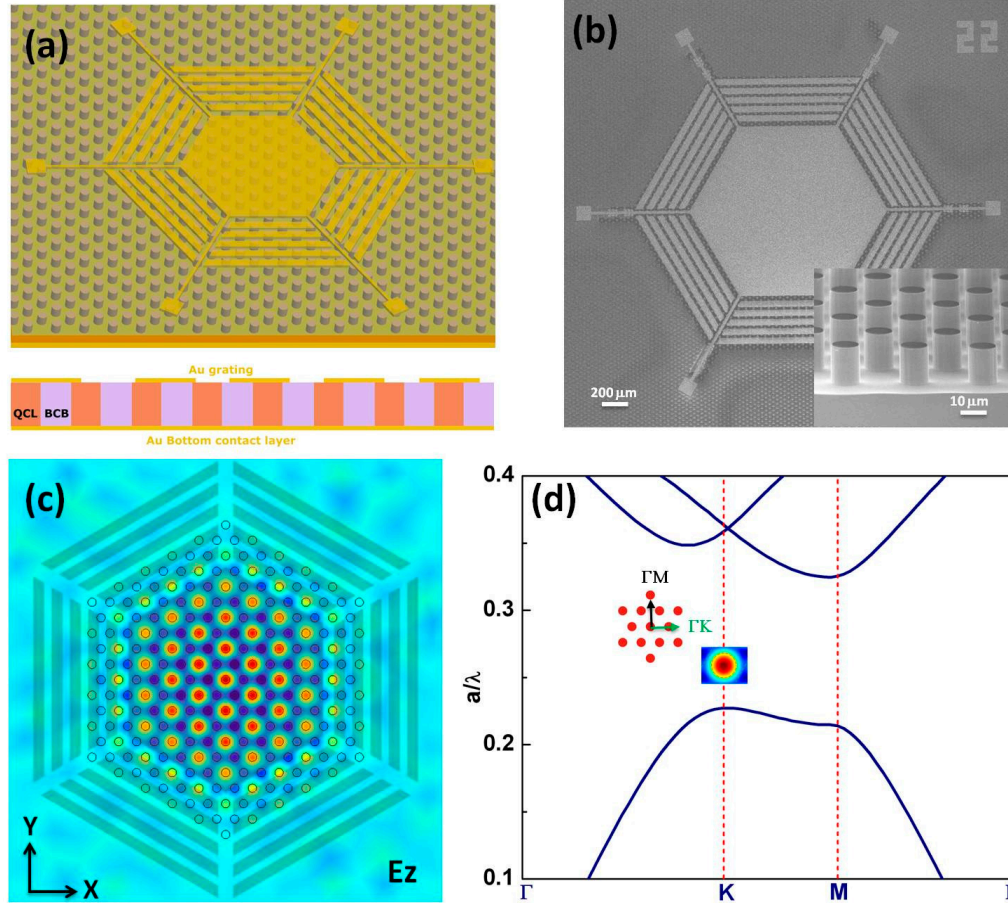 (a)
Au grating
QCL BCB
Au Bottom contact layer
(b)
22
200 μm
10 μm
(c)
Y
X
Ez
(d)
0.4
0.3
0.2
0.1
a/λ
ΓM
ΓK
Γ K M